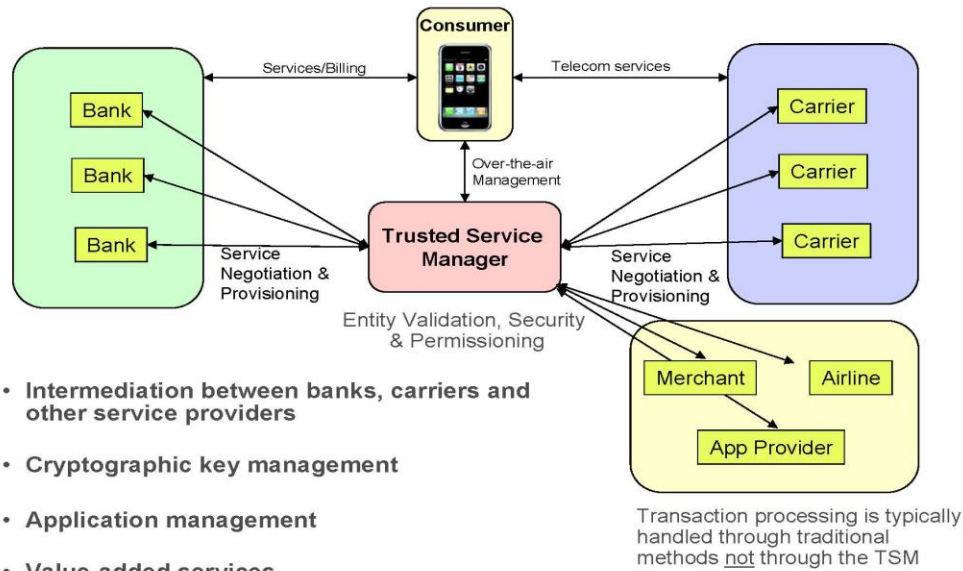 Consumer
Services/Billing
Telecom services
Bank
Bank
Bank
Carrier
Carrier
Carrier
Over-the-air
Management
Trusted Service
Manager
Service
Negotiation &
Provisioning
Service
Negotiation &
Provisioning
Entity Validation, Security
& Permissioning
Merchant
Airline
App Provider
• Intermediation between banks, carriers and
other service providers
• Cryptographic key management
• Application management
• Value-added services
Transaction processing is typically
handled through traditional
methods not through the TSM